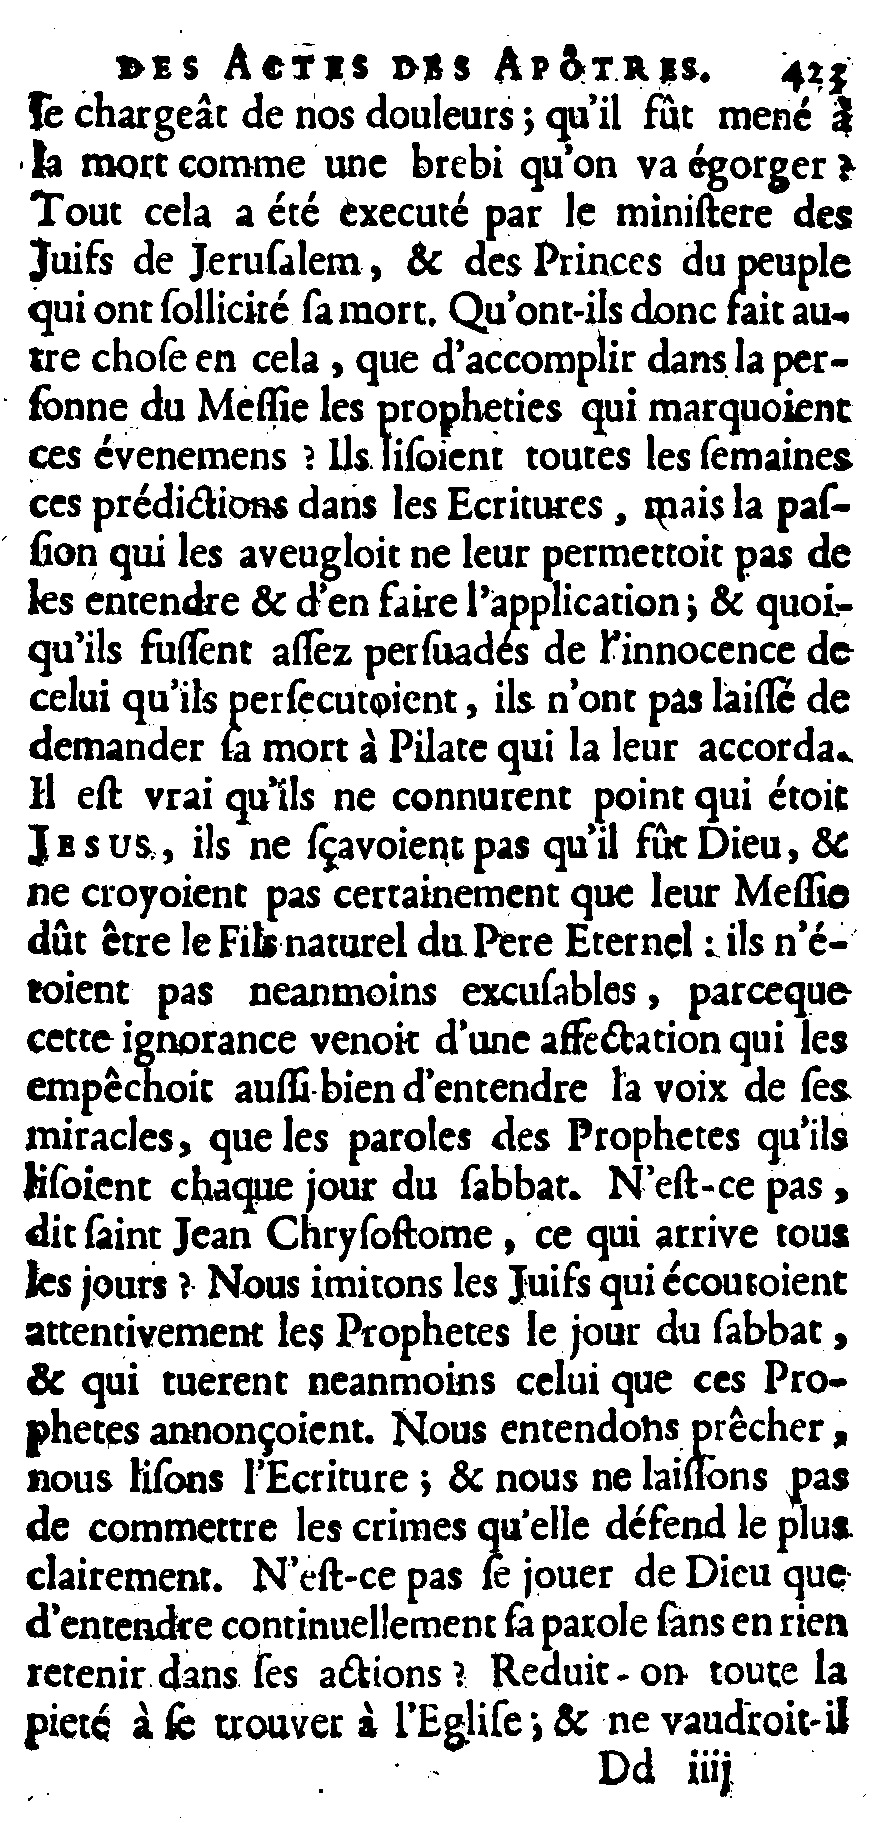 DES ACTES DES APÔTRES. 423
ſe chargeât de nos douleurs ; qu'il fût mené à
la mort comme une brebi qu'on va égorger ?
Tout cela a été executé par le miniſtere des
Juifs de Jeruſalem, & des Princes du peuple
qui ont ſollicité ſa mort. Qu'ont-ils donc fait au-
tre choſe en cela, que d'accomplir dans la per-
ſonne du Meſſie les propheties qui marquoient
ces évenemens ? Ils liſoient toutes les ſemaines
ces prédictions dans les Ecritures, mais la paſ-
ſion qui les aveugloit ne leur permettoit pas de
les entendre & d'en faire l'application ; & quoi-
qu'ils fuſſent aſſez perſuadés de l'innocence de
celui qu'ils perſecutoient, ils n'ont pas laiſſé de
demander ſa mort à Pilate qui la leur accorda.
Il eſt vrai qu'ils ne connurent point qui étoit
JESUS, ils ne ſçavoient pas qu'il fût Dieu, &
ne croyoient pas certainement que leur Meſſie
dût être le Fils naturel du Pere Eternel : ils n'é-
toient pas neanmoins excuſables, parceque
cette ignorance venoit d'une affectation qui les
empêchoit auſſi-bien d'entendre la voix de ſes
miracles, que les paroles des Prophetes qu'ils
liſoient chaque jour du ſabbat. N'eſt-ce pas,
dit ſaint Jean Chryſoſtome, ce qui arrive tous
les jours ? Nous imitons les Juifs qui écoutoient
attentivement les Prophetes le jour du ſabbat,
& qui tuerent neanmoins celui que ces Pro-
phetes annonçoient. Nous entendons prêcher,
nous liſons l'Ecriture ; & nous ne laiſſons pas
de commettre les crimes qu'elle défend le plus
clairement. N'eſt-ce pas ſe jouer de Dieu que
d'entendre continuellement ſa parole ſans en rien
retenir dans ſes actions ? Reduit-on toute la
pieté à ſe trouver à l'Egliſe ; & ne vaudroit-il
Dd iiij